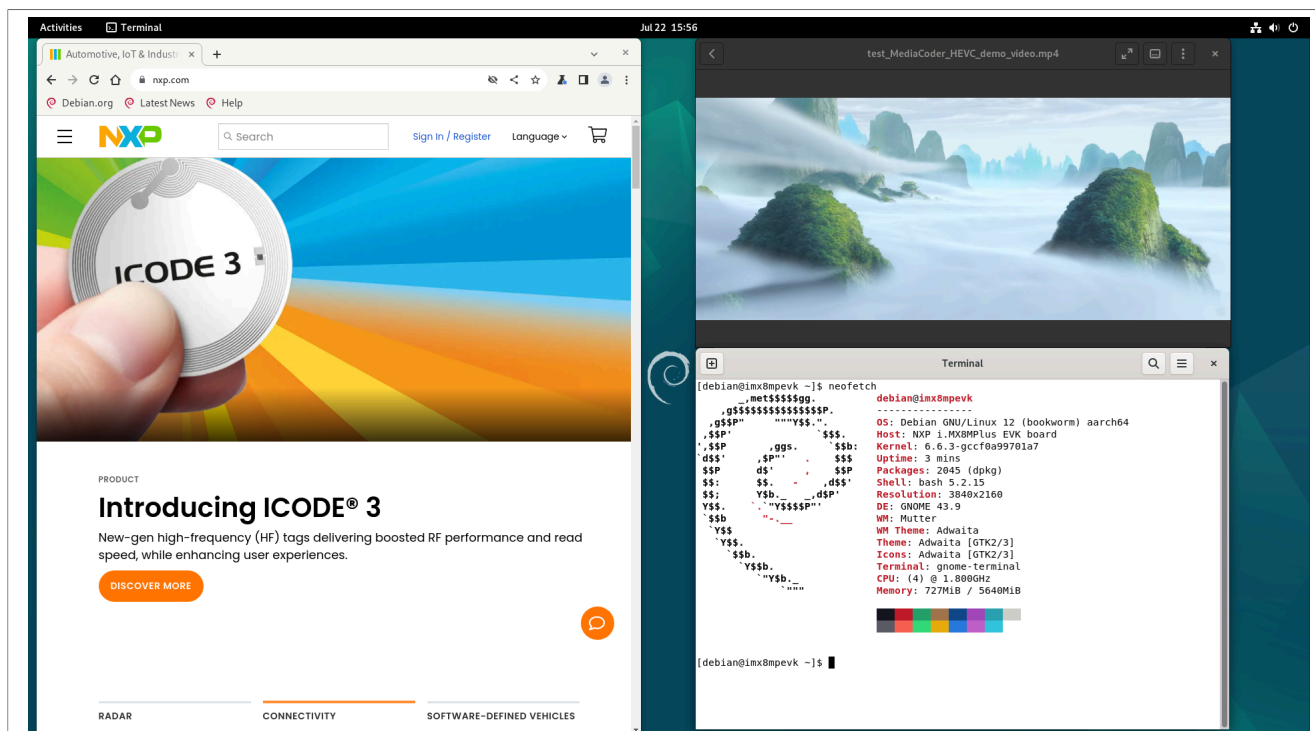 Activities Terminal Jul 22 15:56
Automotive, IoT & Industr
nxp.com
Debian.org Latest News Help
NXP Search Sign In / Register Language
ICODE 3
PRODUCT
Introducing ICODE® 3
New-gen high-frequency (HF) tags delivering boosted RF performance and read
speed, while enhancing user experiences.
DISCOVER MORE
RADAR CONNECTIVITY SOFTWARE-DEFINED VEHICLES
test_MediaCoder_HEVC_demo_video.mp4
Terminal
[debian@imx8mpevk ~]$ neofetch
_,met$$$$$gg. debian@imx8mpevk
,g$$$$$$$$$$$$$$$P. ----------------
,g$$P" """Y$$.". OS: Debian GNU/Linux 12 (bookworm) aarch64
,$$P' `$$$. Host: NXP i.MX8MPlus EVK board
',$$P ,ggs. `$$b: Kernel: 6.6.3-gccf0a99701a7
`d$$' ,$P"' . $$$ Uptime: 3 mins
$$P d$' , $$P Packages: 2045 (dpkg)
$$: $$. - ,d$$' Shell: bash 5.2.15
$$; Y$b._ _,d$P' Resolution: 3840x2160
Y$$. `.`"Y$$$$P"' DE: GNOME 43.9
`$$b "-.__ WM: Mutter
`Y$$ WM Theme: Adwaita
`Y$$. Theme: Adwaita [GTK2/3]
`$$b. Icons: Adwaita [GTK2/3]
`Y$$b. Terminal: gnome-terminal
`"Y$b._ CPU: (4) @ 1.800GHz
`""" Memory: 727MiB / 5640MiB
[debian@imx8mpevk ~]$